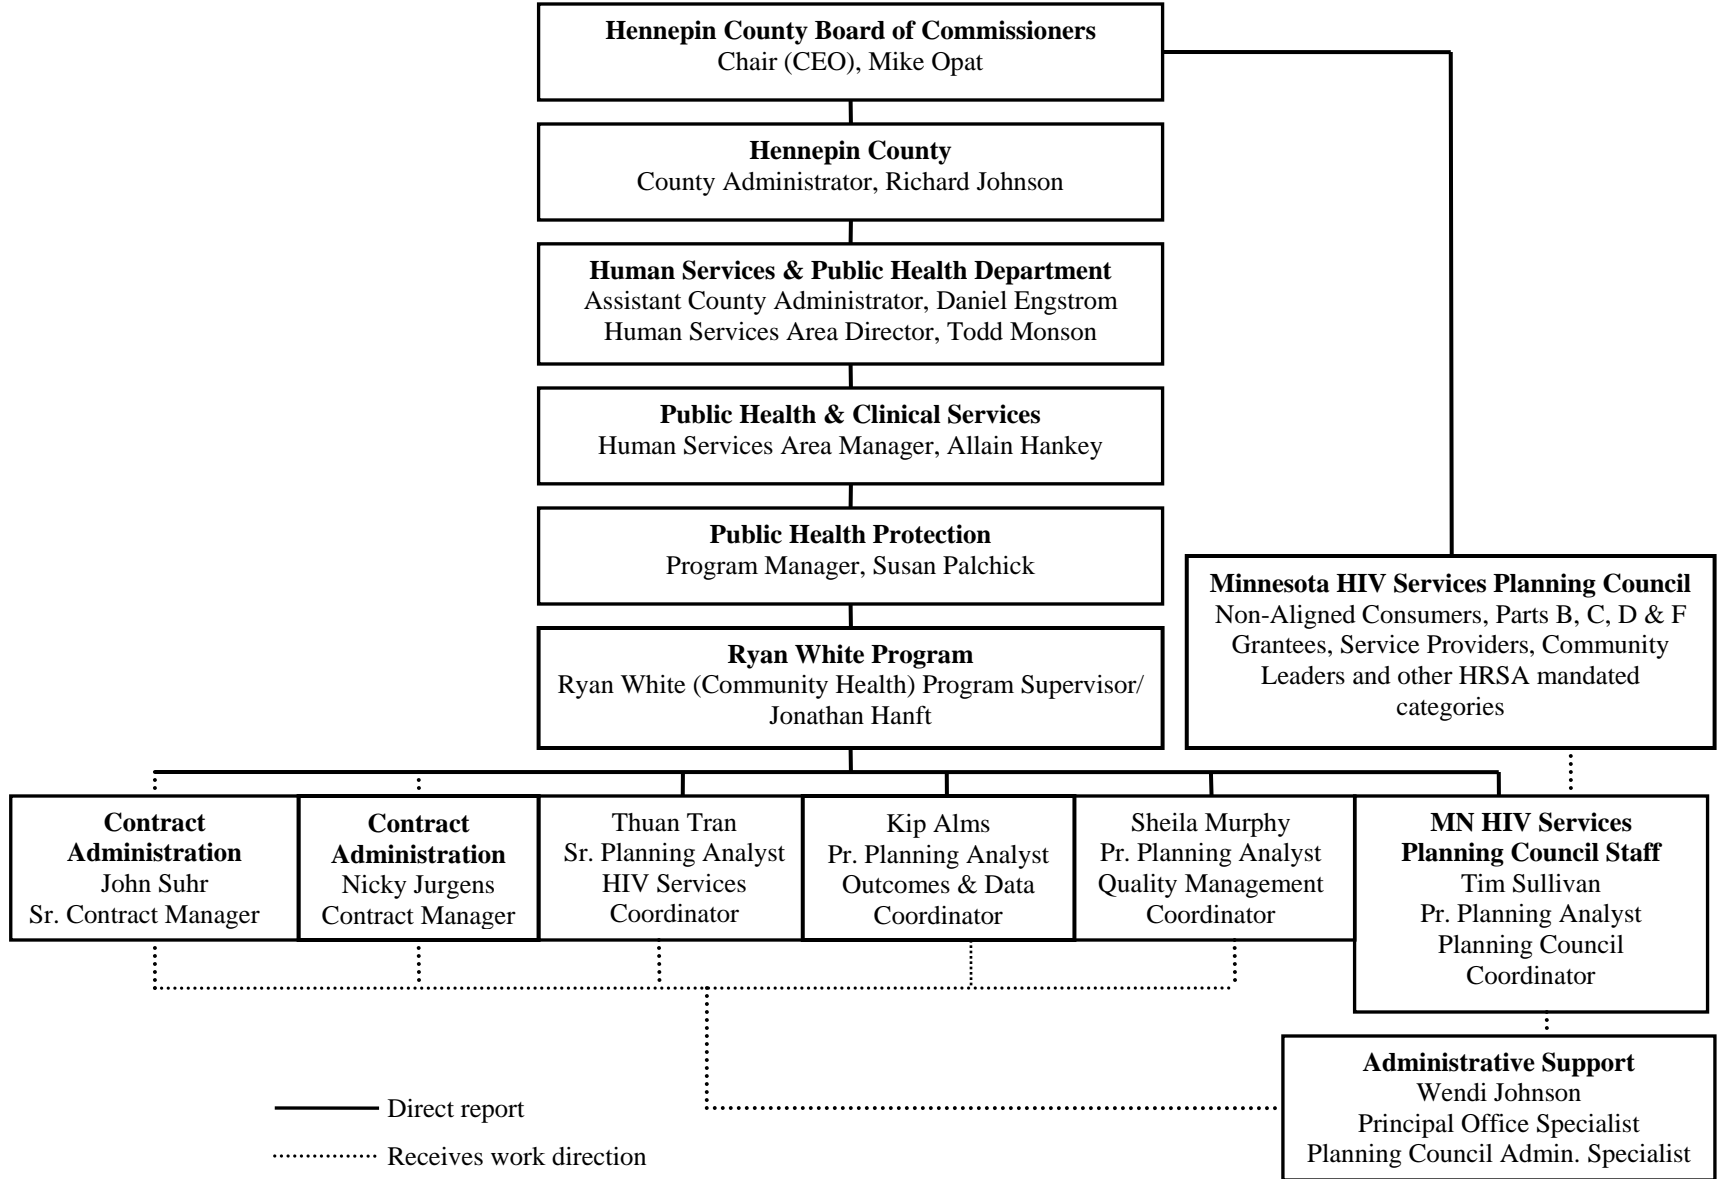 Hennepin County Board of Commissioners
Chair (CEO), Mike Opat
Hennepin County
County Administrator, Richard Johnson
Human Services & Public Health Department
Assistant County Administrator, Daniel Engstrom
Human Services Area Director, Todd Monson
Public Health & Clinical Services
Human Services Area Manager, Allain Hankey
Public Health Protection
Program Manager, Susan Palchick
Minnesota HIV Services Planning Council
Non-Aligned Consumers, Parts B, C, D & F
Grantees, Service Providers, Community
Leaders and other HRSA mandated
categories
Ryan White Program
Ryan White (Community Health) Program Supervisor/
Jonathan Hanft
Contract
Administration
John Suhr
Sr. Contract Manager
Contract
Administration
Nicky Jurgens
Contract Manager
Thuan Tran
Sr. Planning Analyst
HIV Services
Coordinator
Kip Alms
Pr. Planning Analyst
Outcomes & Data
Coordinator
Sheila Murphy
Pr. Planning Analyst
Quality Management
Coordinator
MN HIV Services
Planning Council Staff
Tim Sullivan
Pr. Planning Analyst
Planning Council
Coordinator
Administrative Support
Wendi Johnson
Principal Office Specialist
Planning Council Admin. Specialist
Direct report
Receives work direction